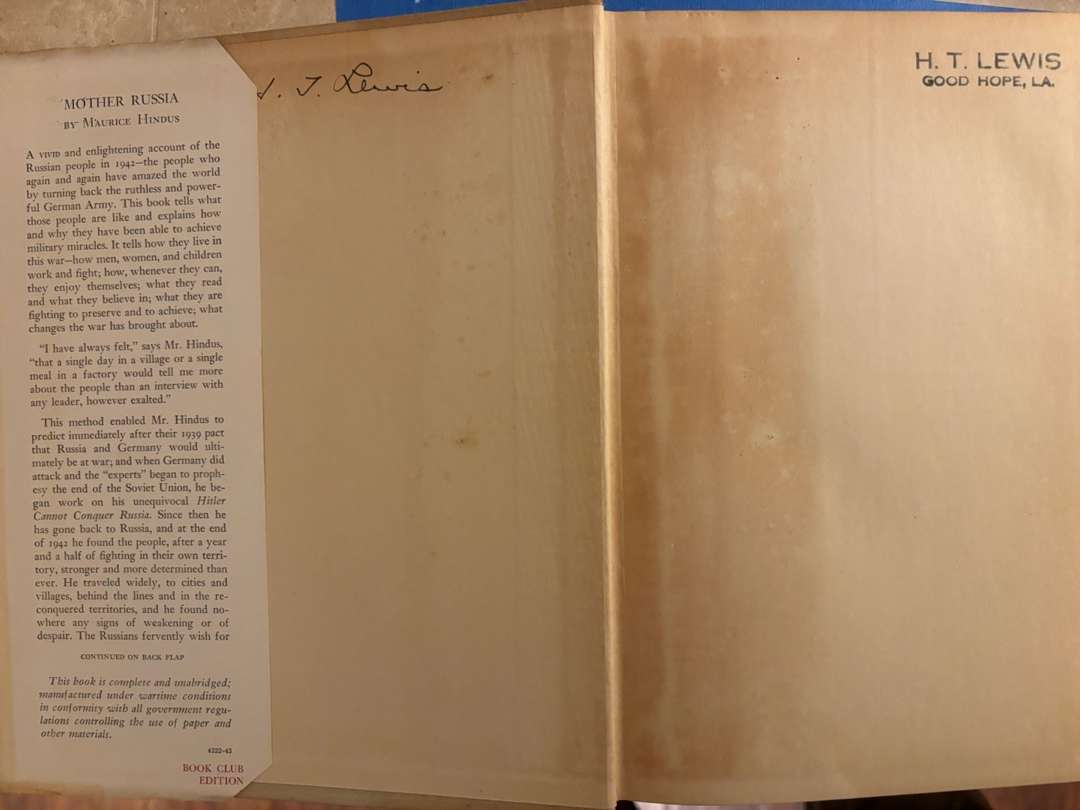 MOTHER RUSSIA
BY MAURICE HINDUS
A VIVID and enlightening account of the
Russian people in 1942—the people who
again and again have amazed the world
by turning back the ruthless and power-
ful German Army. This book tells what
those people are like and explains how
and why they have been able to achieve
military miracles. It tells how they live in
this war—how men, women, and children
work and fight; how, whenever they can,
they enjoy themselves; what they read
and what they believe in; what they are
fighting to preserve and to achieve; what
changes the war has brought about.
"I have always felt," says Mr. Hindus,
"that a single day in a village or a single
meal in a factory would tell me more
about the people than an interview with
any leader, however exalted."
This method enabled Mr. Hindus to
predict immediately after their 1939 pact
that Russia and Germany would ulti-
mately be at war; and when Germany did
attack and the "experts" began to proph-
esy the end of the Soviet Union, he be-
gan work on his unequivocal Hitler
Cannot Conquer Russia. Since then he
has gone back to Russia, and at the end
of 1942 he found the people, after a year
and a half of fighting in their own terri-
tory, stronger and more determined than
ever. He traveled widely, to cities and
villages, behind the lines and in the re-
conquered territories, and he found no-
where any signs of weakening or of
despair. The Russians fervently wish for
CONTINUED ON BACK FLAP
This book is complete and unabridged;
manufactured under wartime conditions
in conformity with all government regu-
lations controlling the use of paper and
other materials.
4322-43
BOOK CLUB
EDITION
T. Lewis
H. T. LEWIS
GOOD HOPE, LA.